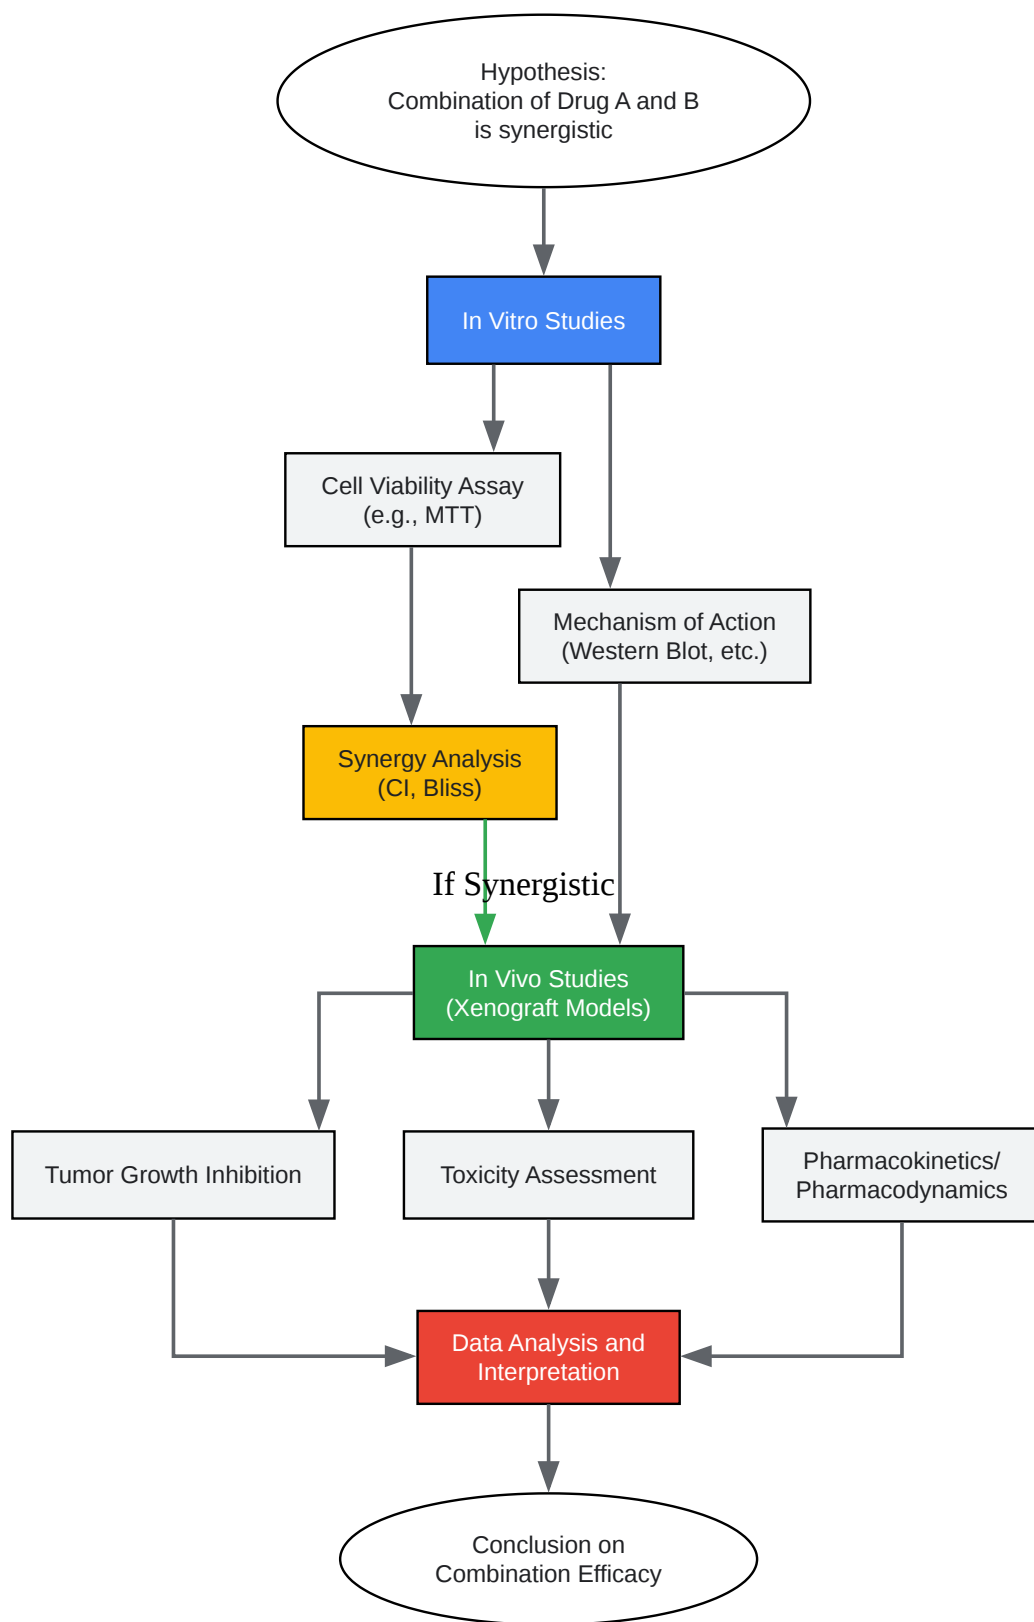 Hypothesis:
Combination of Drug A and B
is synergistic
In Vitro Studies
Cell Viability Assay
(e.g., MTT)
Mechanism of Action
(Western Blot, etc.)
Synergy Analysis
(CI, Bliss)
If Synergistic
In Vivo Studies
(Xenograft Models)
Tumor Growth Inhibition
Toxicity Assessment
Pharmacokinetics/
Pharmacodynamics
Data Analysis and
Interpretation
Conclusion on
Combination Efficacy